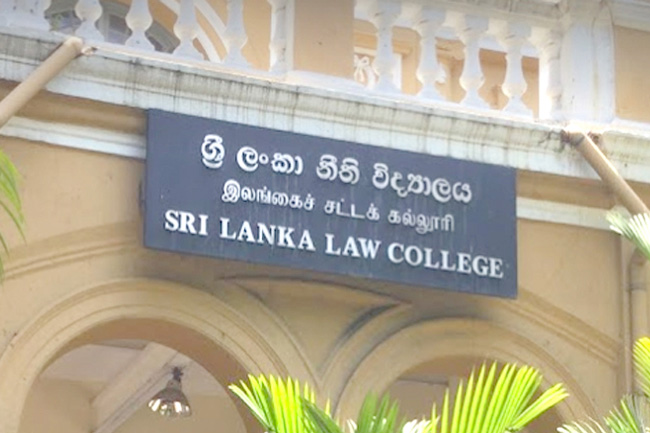 ශ්‍රී ලංකා නීති විද්‍යාලය
இலங்கைச் சட்டக் கல்லூரி
SRI LANKA LAW COLLEGE